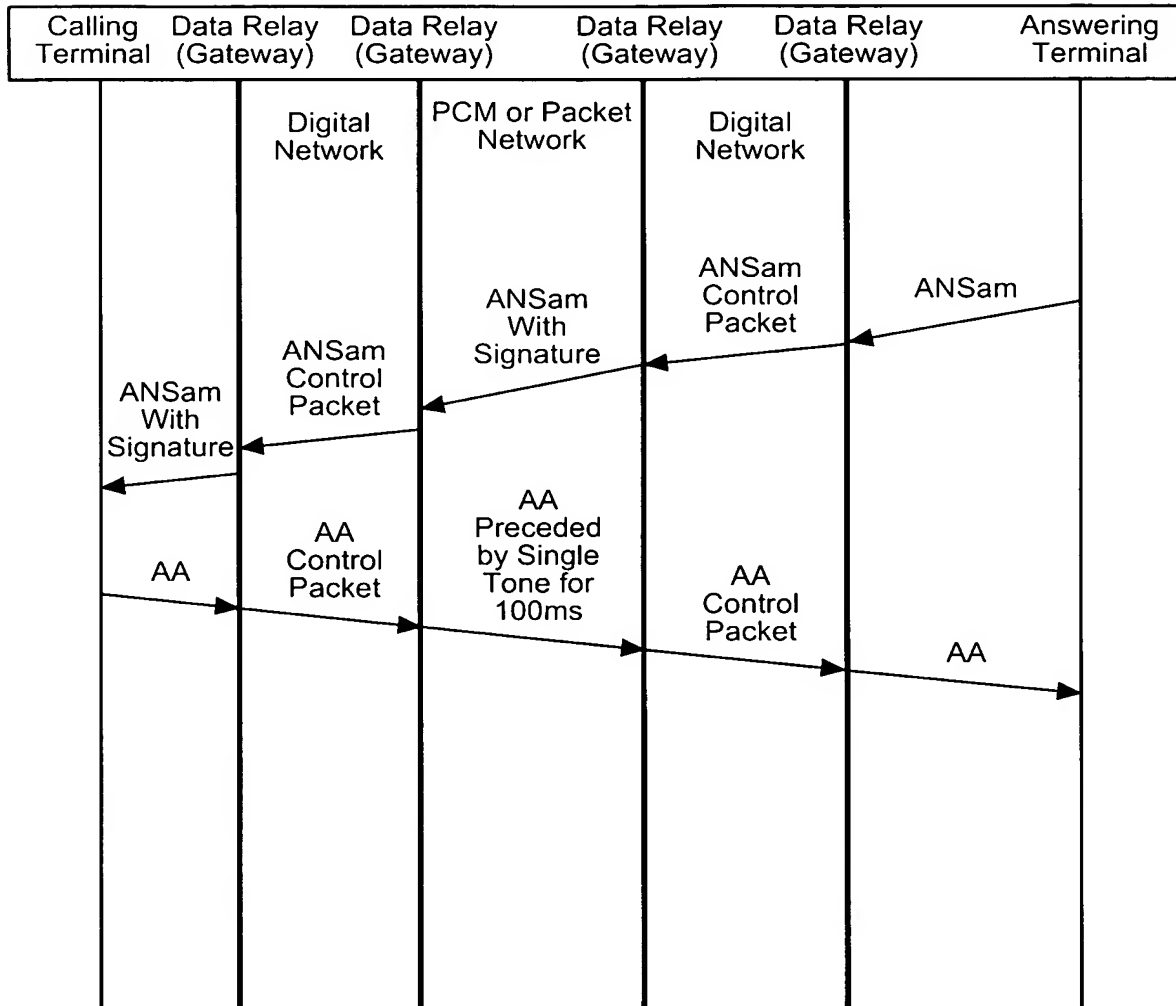 Calling Terminal
Data Relay (Gateway)
Data Relay (Gateway)
Data Relay (Gateway)
Data Relay (Gateway)
Answering Terminal
Digital
Network
PCM or Packet
Network
Digital
Network
ANSam
ANSam
Control
Packet
ANSam
With
Signature
ANSam
Control
Packet
ANSam
With
Signature
AA
AA
Control
Packet
AA
Preceded
by Single
Tone for
100ms
AA
Control
Packet
AA